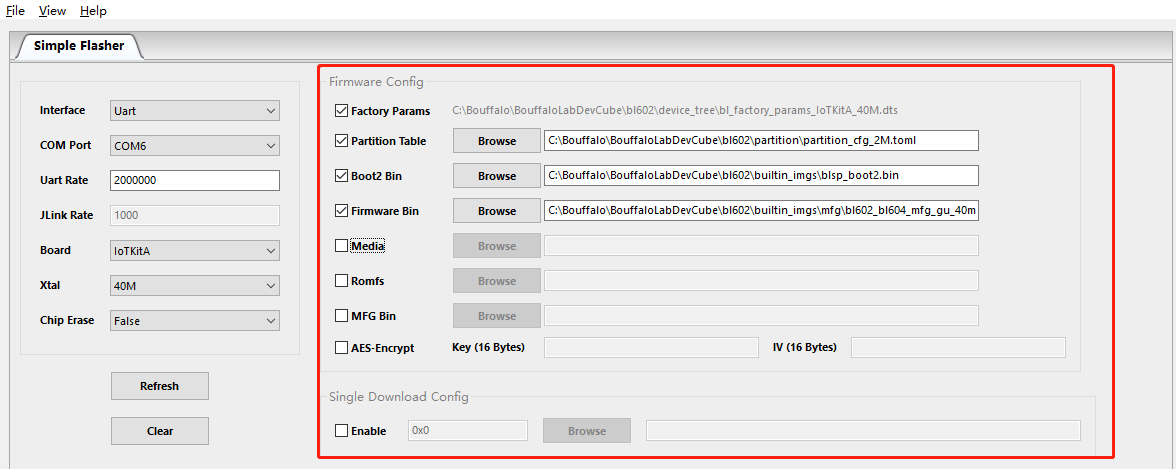 File View Help
Simple Flasher
Interface Uart
COM Port COM6
Uart Rate 2000000
JLink Rate 1000
Board IoTKitA
Xtal 40M
Chip Erase False
Refresh
Clear
Firmware Config
Factory Params C:\Bouffalo\BouffaloLabDevCube\bl602\device_tree\bl_factory_params_IoTKitA_40M.dts
Partition Table Browse C:\Bouffalo\BouffaloLabDevCube\bl602\partition\partition_cfg_2M.toml
Boot2 Bin Browse C:\Bouffalo\BouffaloLabDevCube\bl602\builtin_imgs\blsp_boot2.bin
Firmware Bin Browse C:\Bouffalo\BouffaloLabDevCube\bl602\builtin_imgs\mfg\bl602_bl604_mfg_gu_40m
Media Browse
Romfs Browse
MFG Bin Browse
AES-Encrypt Key (16 Bytes) IV (16 Bytes)
Single Download Config
Enable 0x0 Browse